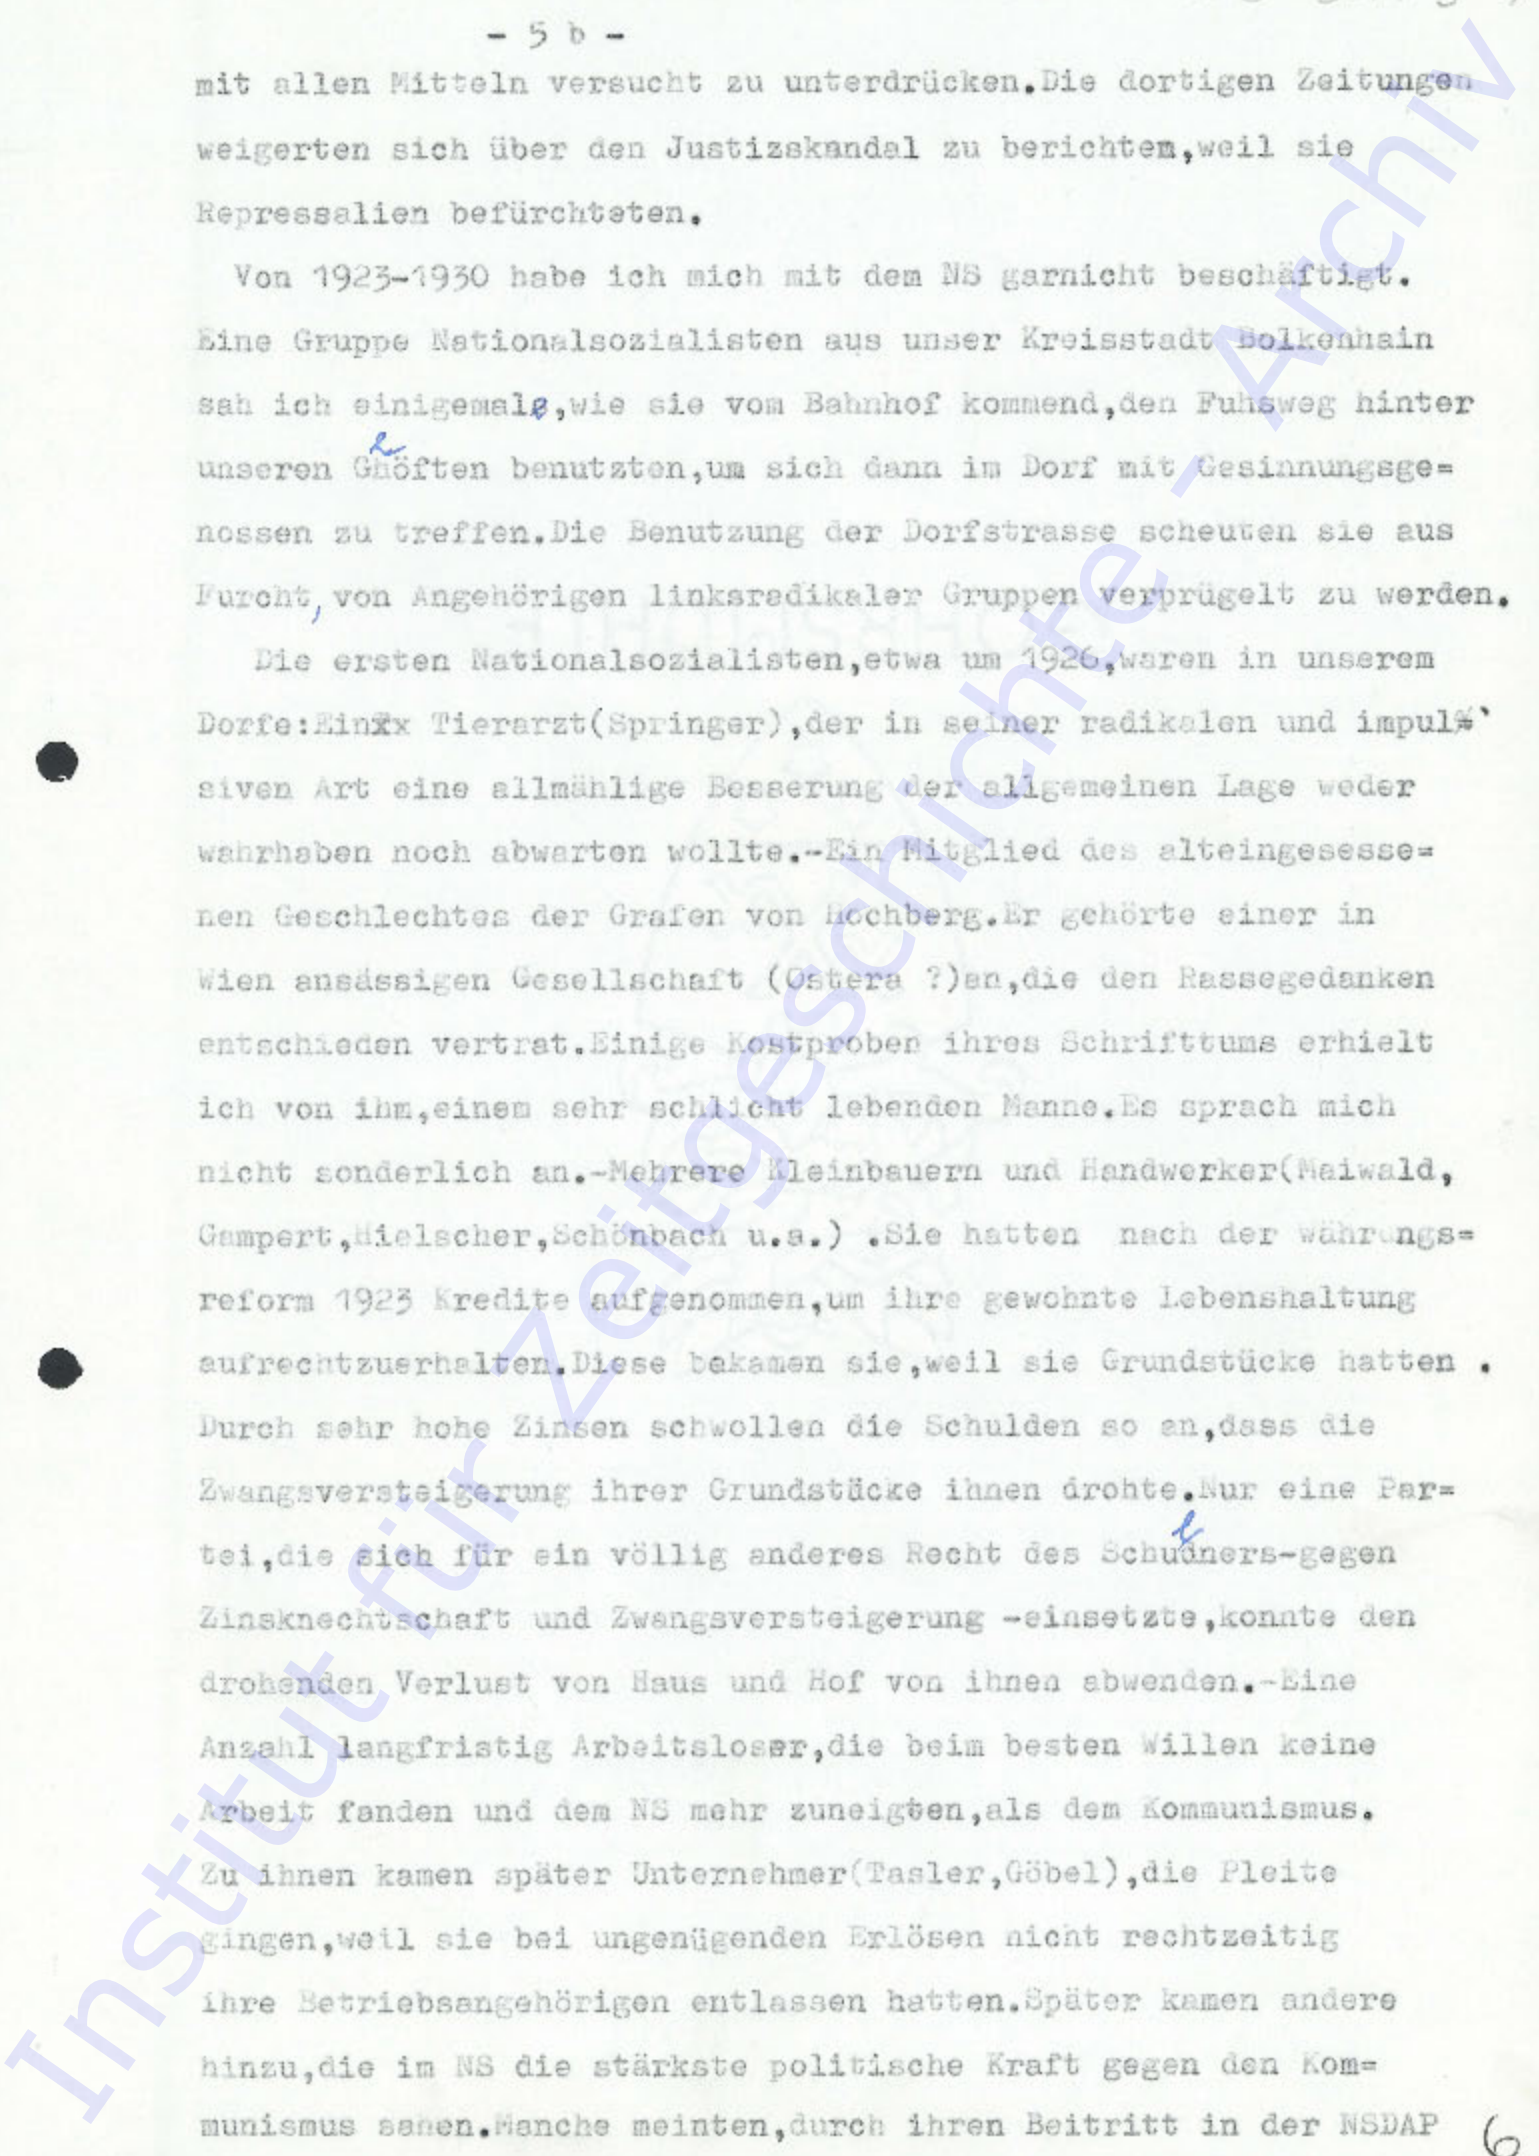 - 5 b -
mit allen Mitteln versucht zu unterdrücken.Die dortigen Zeitungen
weigerten sich über den Justizskandal zu berichten,weil sie
Repressalien befürchteten.
Von 1923-1930 habe ich mich mit dem NS garnicht beschäftigt.
Eine Gruppe Nationalsozialisten aus unser Kreisstadt Bolkenhain
sah ich einigemale,wie sie vom Bahnhof kommend,den Fuhsweg hinter
unseren Gehöften benutzten,um sich dann im Dorf mit Gesinnungsge=
nossen zu treffen.Die Benutzung der Dorfstrasse scheuten sie aus
Furcht, von Angehörigen linksradikaler Gruppen verprügelt zu werden.
Die ersten Nationalsozialisten,etwa um 1926,waren in unserem
Dorfe:Einxx Tierarzt(Springer),der in seiner radikalen und impul=
siven Art eine allmählige Besserung der allgemeinen Lage weder
wahrhaben noch abwarten wollte.-Ein Mitglied des alteingesesse=
nen Geschlechtes der Grafen von Hochberg.Er gehörte einer in
Wien ansässigen Gesellschaft (Ostera ?)an,die den Rassegedanken
entschieden vertrat.Einige Kostproben ihres Schrifttums erhielt
ich von ihm,einem sehr schlicht lebenden Manne.Es sprach mich
nicht sonderlich an.-Mehrere Kleinbauern und Handwerker(Maiwald,
Gampert,Hielscher,Schönbach u.a.) .Sie hatten nach der Währungs=
reform 1923 Kredite aufgenommen,um ihre gewohnte Lebenshaltung
aufrechtzuerhalten.Diese bekamen sie,weil sie Grundstücke hatten .
Durch sehr hohe Zinsen schwollen die Schulden so an,dass die
Zwangsversteigerung ihrer Grundstücke ihnen drohte.Nur eine Par=
tei,die sich für ein völlig anderes Recht des Schuldners-gegen
Zinsknechtschaft und Zwangsversteigerung -einsetzte,konnte den
drohenden Verlust von Haus und Hof von ihnen abwenden.-Eine
Anzahl langfristig Arbeitsloser,die beim besten Willen keine
Arbeit fanden und dem NS mehr zuneigten,als dem Kommunismus.
Zu ihnen kamen später Unternehmer(Tasler,Göbel),die Pleite
gingen,weil sie bei ungenügenden Erlösen nicht rechtzeitig
ihre Betriebsangehörigen entlassen hatten.Später kamen andere
hinzu,die im NS die stärkste politische Kraft gegen den Kom=
munismus sahen.Manche meinten,durch ihren Beitritt in der NSDAP
6
Institut für Zeitgeschichte - Archiv